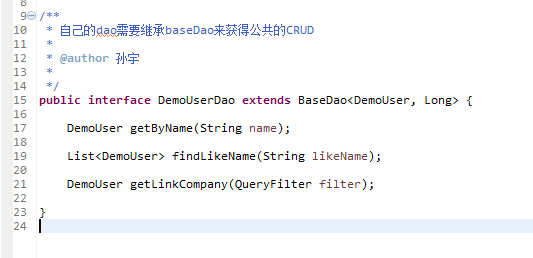 8
9 /**
10 * 自己的dao需要继承baseDao来获得公共的CRUD
11 *
12 * @author 孙宇
13 *
14 */
15 public interface DemoUserDao extends BaseDao<DemoUser, Long> {
16
17 DemoUser getByName(String name);
18
19 List<DemoUser> findLikeName(String likeName);
20
21 DemoUser getLinkCompany(QueryFilter filter);
22
23 }
24